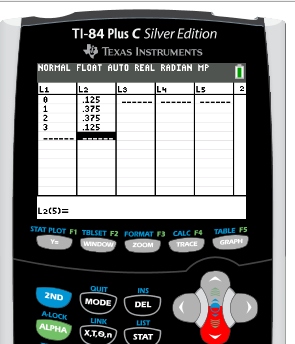 TI-84 Plus C Silver Edition
TEXAS INSTRUMENTS
NORMAL FLOAT AUTO REAL RADIAN MP
L1 L2 L3 L4 L5 2
0 .125 ------ ------ ------
1 .375
2 .375
3 .125
------
L2(5)=
STAT PLOT F1 TBLSET F2 FORMAT F3 CALC F4 TABLE F5
Y= WINDOW ZOOM TRACE GRAPH
QUIT INS
2ND MODE DEL
A-LOCK LINK LIST
ALPHA X,T,θ,n STAT